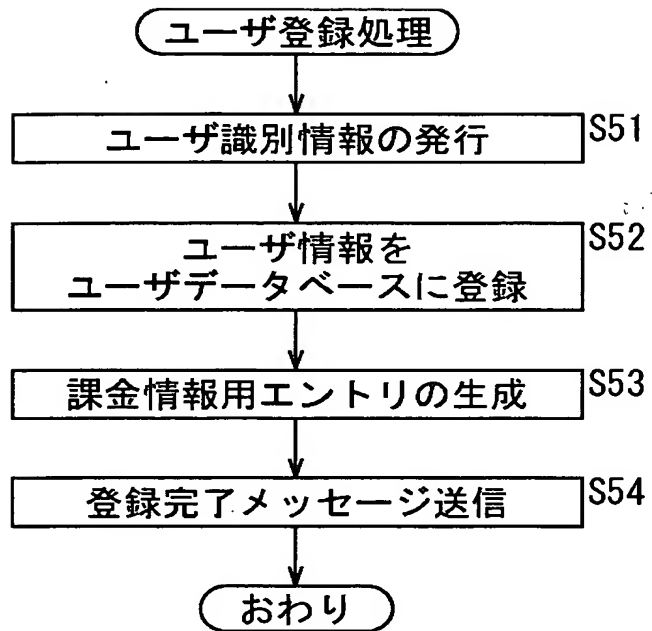 ユーザ登録処理
ユーザ識別情報の発行 S51
ユーザ情報を S52
ユーザデータベースに登録
課金情報用エントリの生成 S53
登録完了メッセージ送信 S54
おわり